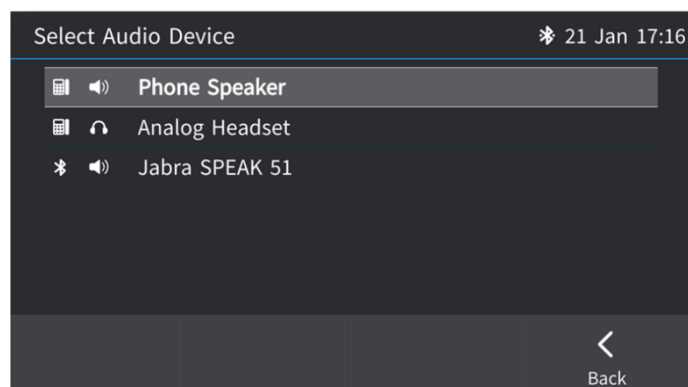 Select Audio Device 21 Jan 17:16
Phone Speaker
Analog Headset
Jabra SPEAK 51
Back